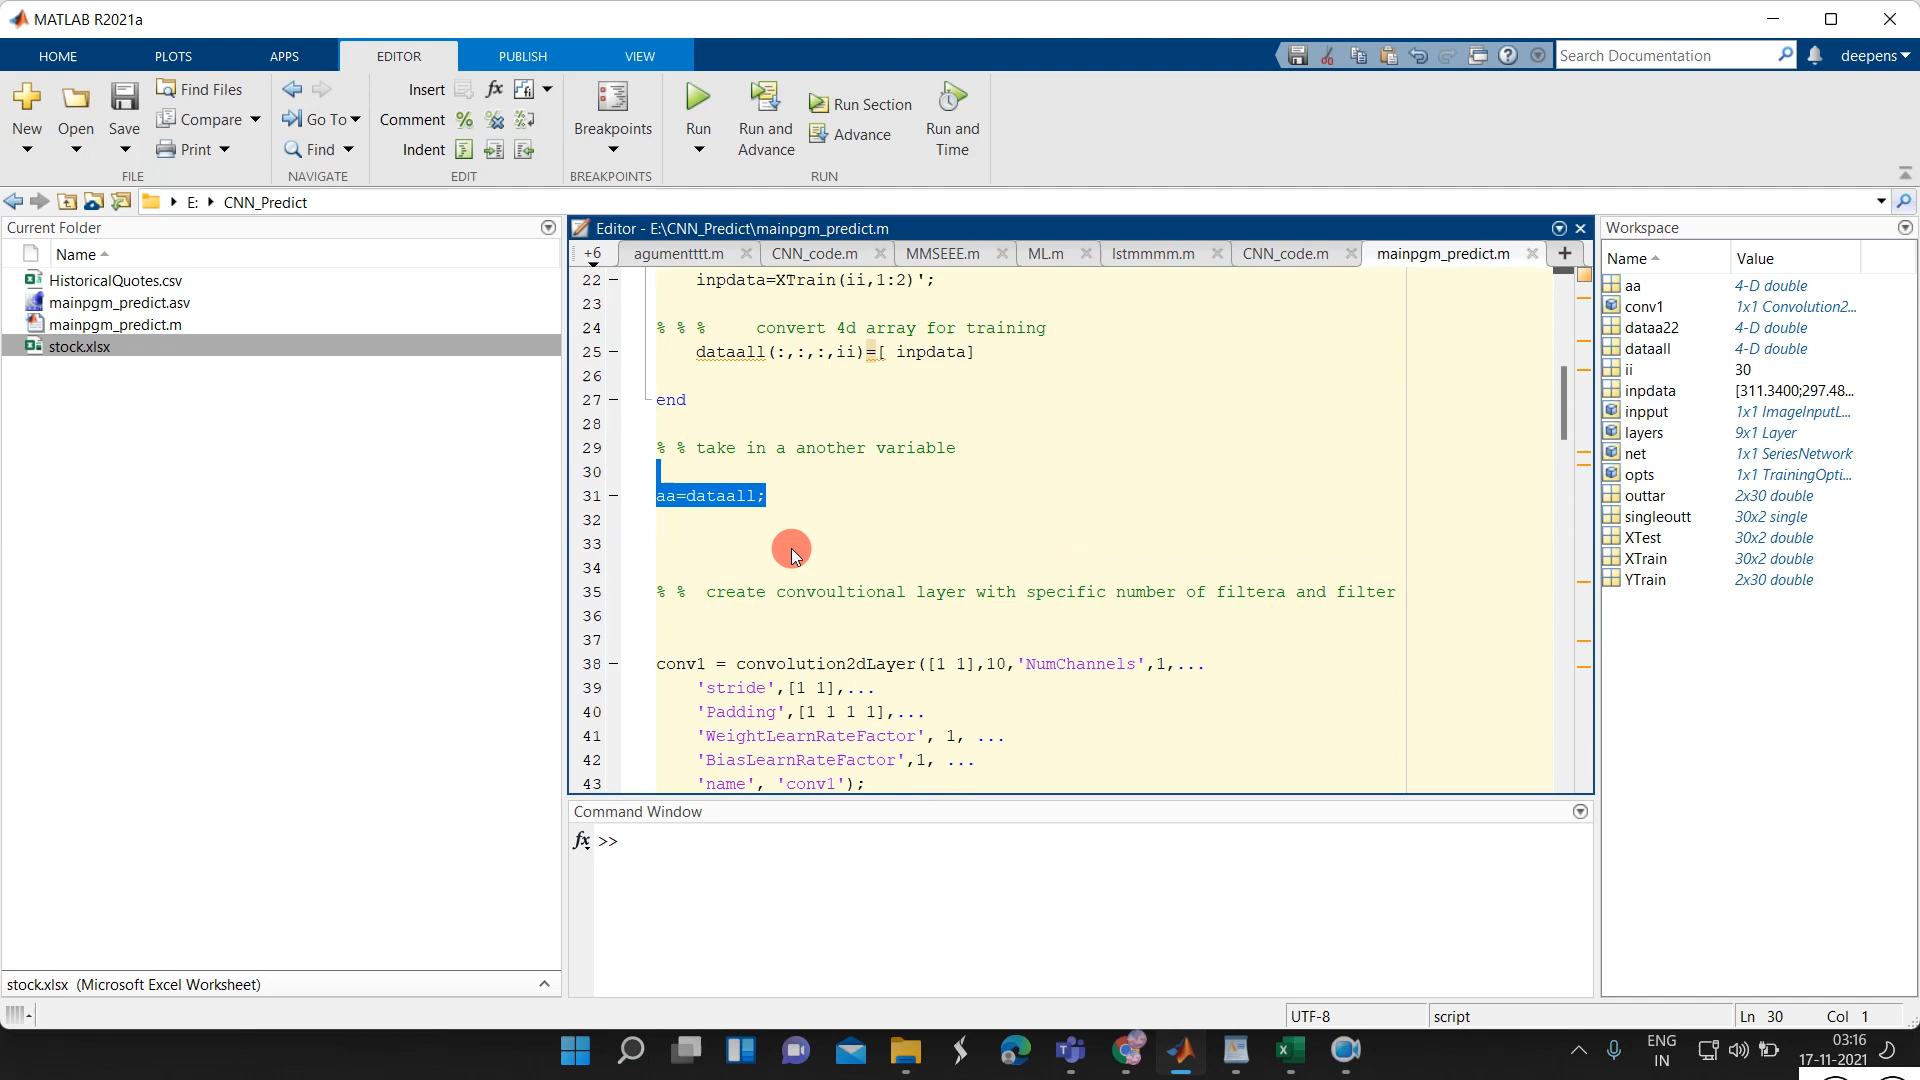 MATLAB R2021a
HOME PLOTS APPS EDITOR PUBLISH VIEW
Search Documentation
deepens
New
Open
Save
Find Files
Compare
Print
FILE
Go To
Find
NAVIGATE
Insert
Comment
Indent
EDIT
Breakpoints
BREAKPOINTS
Run
Run and
Advance
Run Section
Advance
Run and
Time
RUN
E: CNN_Predict
Current Folder
Name
HistoricalQuotes.csv
mainpgm_predict.asv
mainpgm_predict.m
stock.xlsx
stock.xlsx (Microsoft Excel Worksheet)
Editor - E:\CNN_Predict\mainpgm_predict.m
+6 agumentttt.m CNN_code.m MMSEEE.m ML.m lstmmmm.m CNN_code.m mainpgm_predict.m
22 inpdata=XTrain(ii,1:2)';
23
24 % % % convert 4d array for training
25 dataall(:,:,:,ii)=[ inpdata]
26
27 end
28
29 % % take in a another variable
30
31 aa=dataall;
32
33
34
35 % % create convoultional layer with specific number of filtera and filter
36
37
38 conv1 = convolution2dLayer([1 1],10,'NumChannels',1,...
39 'stride',[1 1],...
40 'Padding',[1 1 1 1],...
41 'WeightLearnRateFactor', 1, ...
42 'BiasLearnRateFactor',1, ...
43 'name', 'conv1');
Command Window
fx >>
Workspace
Name Value
aa 4-D double
conv1 1x1 Convolution2...
dataa22 4-D double
dataall 4-D double
ii 30
inpdata [311.3400;297.48...
inpput 1x1 ImageInputL...
layers 9x1 Layer
net 1x1 SeriesNetwork
opts 1x1 TrainingOpti...
outtar 2x30 double
singleoutt 30x2 single
XTest 30x2 double
XTrain 30x2 double
YTrain 2x30 double
UTF-8 script Ln 30 Col 1
ENG
IN
03:16
17-11-2021